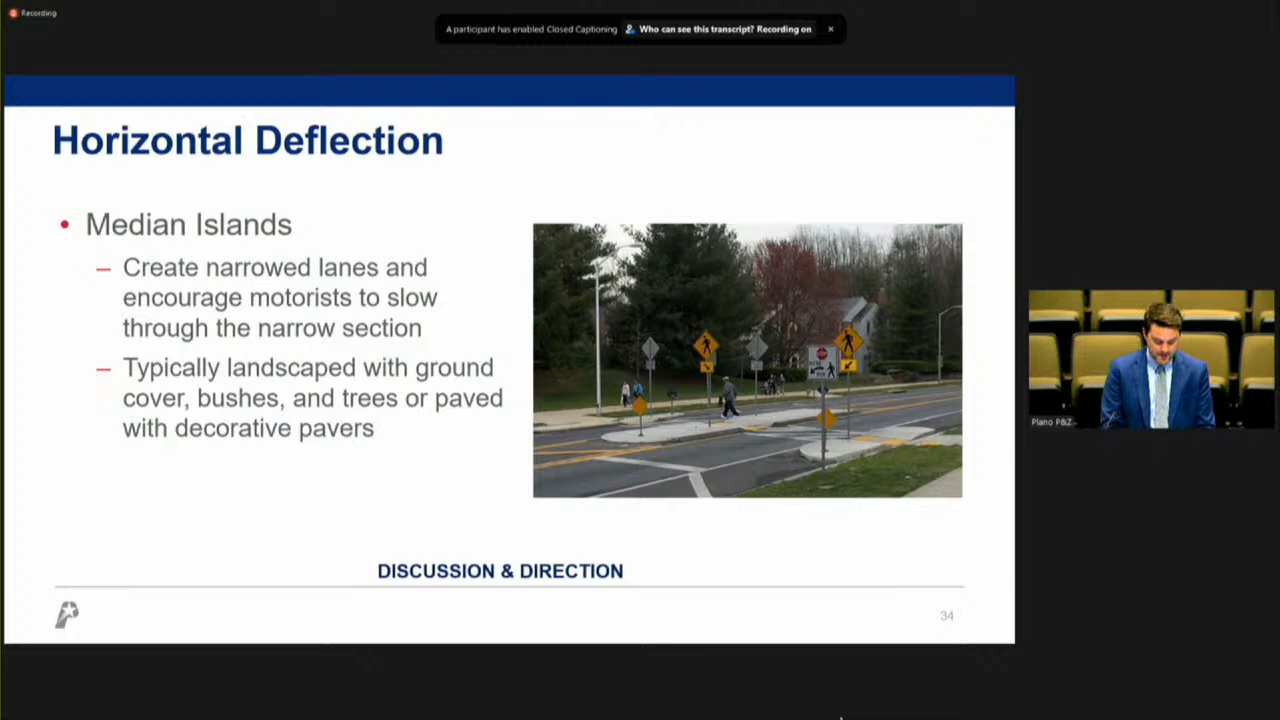 Recording
A participant has enabled Closed Captioning
Who can see this transcript? Recording on
Horizontal Deflection
• Median Islands
– Create narrowed lanes and
encourage motorists to slow
through the narrow section
– Typically landscaped with ground
cover, bushes, and trees or paved
with decorative pavers
Plano P&Z
DISCUSSION & DIRECTION
34